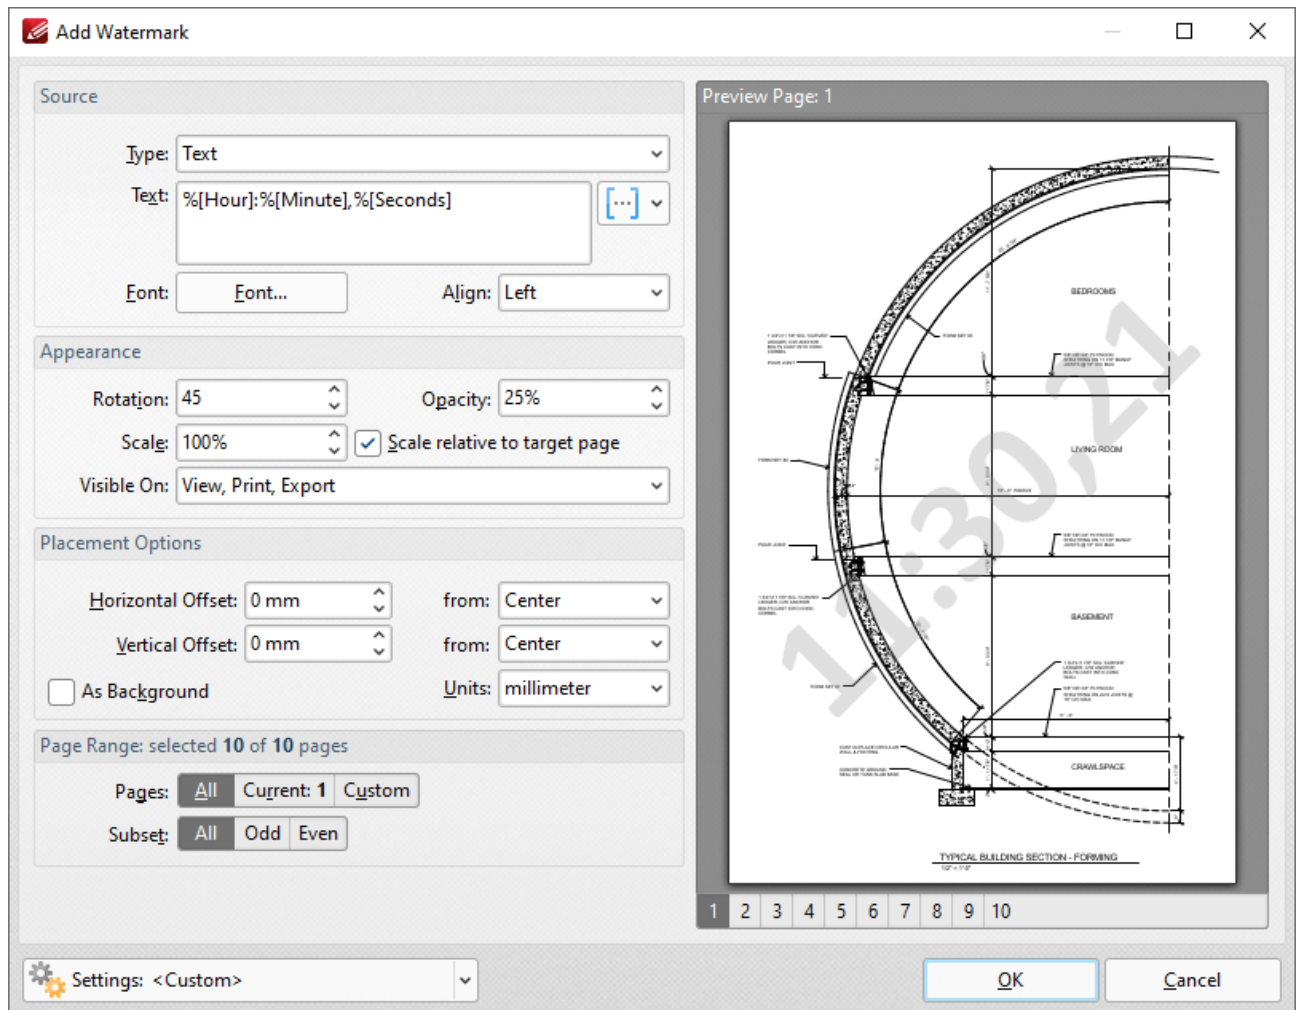 Add Watermark
Source
Type: Text
Text: %[Hour]:%[Minute],%[Seconds]
Font: Font... Align: Left
Appearance
Rotation: 45 Opacity: 25%
Scale: 100% Scale relative to target page
Visible On: View, Print, Export
Placement Options
Horizontal Offset: 0 mm from: Center
Vertical Offset: 0 mm from: Center
As Background Units: millimeter
Page Range: selected 10 of 10 pages
Pages: All Current: 1 Custom
Subset: All Odd Even
Preview Page: 1
BEDROOMS
LIVING ROOM
BASEMENT
CRAWLSPACE
11:30,21
TYPICAL BUILDING SECTION - FORMING
1 2 3 4 5 6 7 8 9 10
Settings: <Custom>
OK Cancel